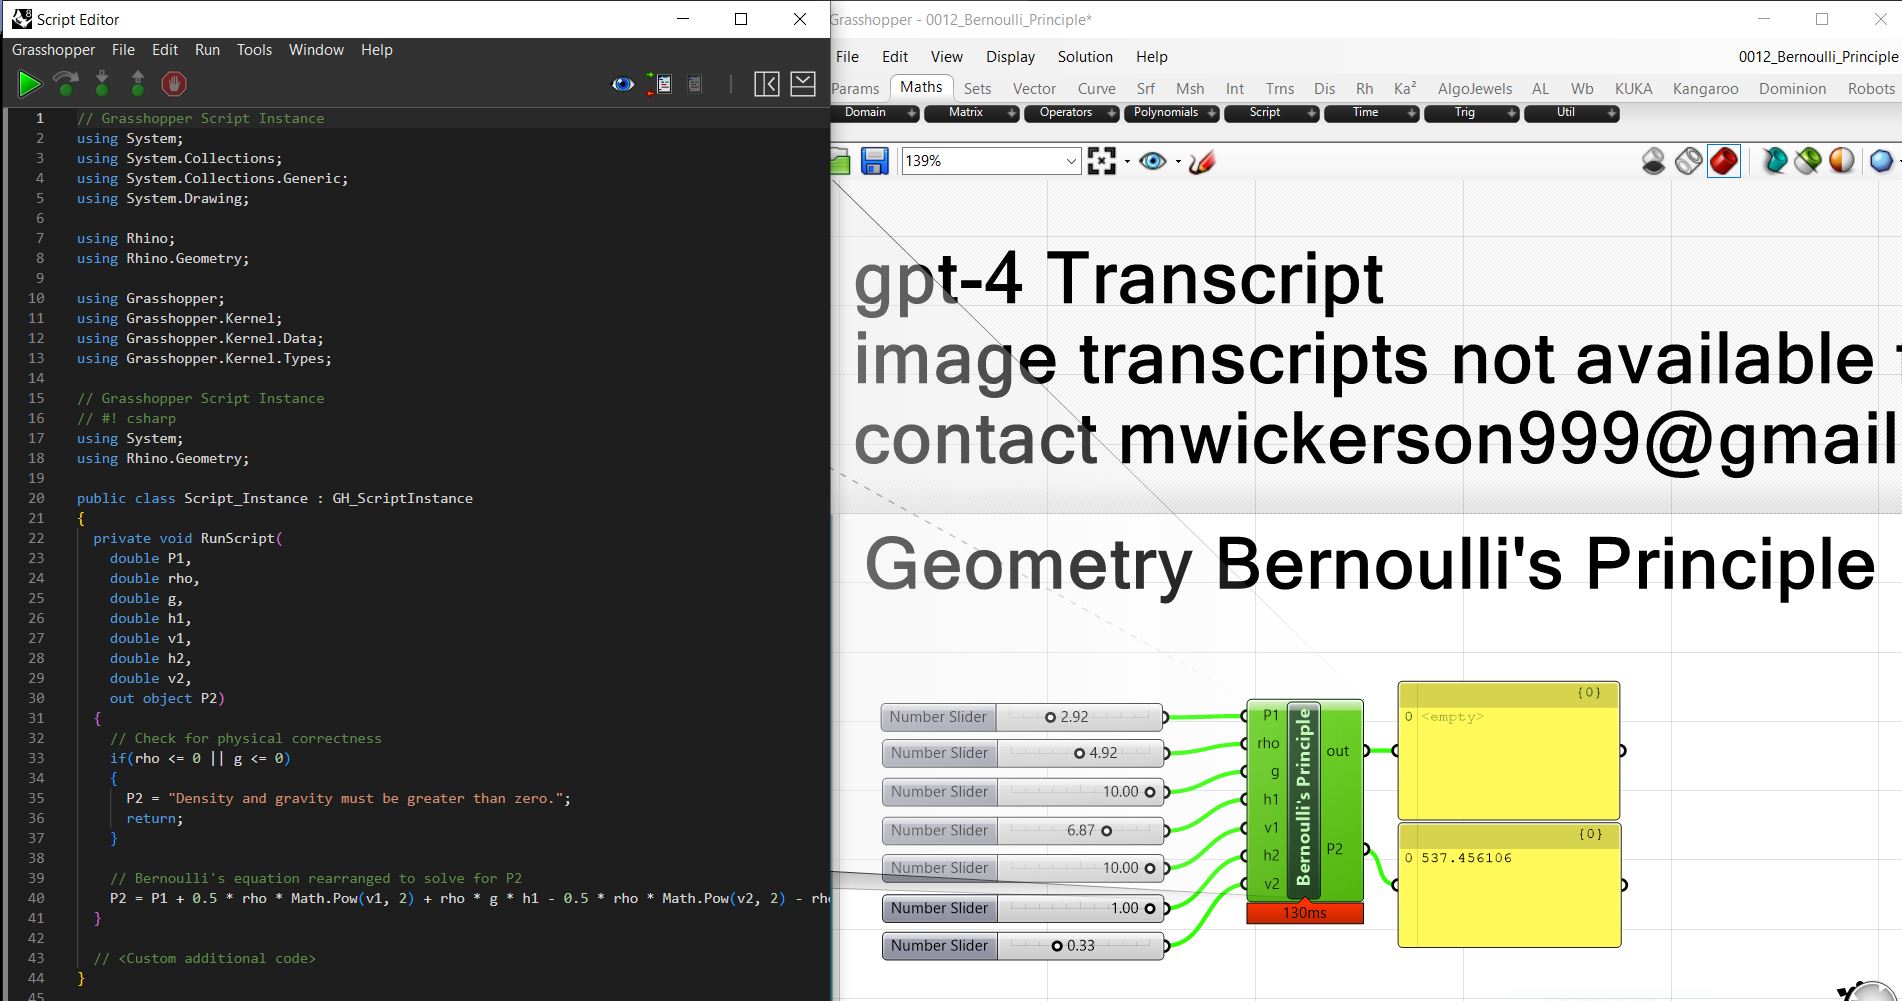 Script Editor
Grasshopper File Edit Run Tools Window Help
1 // Grasshopper Script Instance
2 using System;
3 using System.Collections;
4 using System.Collections.Generic;
5 using System.Drawing;
6
7 using Rhino;
8 using Rhino.Geometry;
9
10 using Grasshopper;
11 using Grasshopper.Kernel;
12 using Grasshopper.Kernel.Data;
13 using Grasshopper.Kernel.Types;
14
15 // Grasshopper Script Instance
16 // #! csharp
17 using System;
18 using Rhino.Geometry;
19
20 public class Script_Instance : GH_ScriptInstance
21 {
22 private void RunScript(
23 double P1,
24 double rho,
25 double g,
26 double h1,
27 double v1,
28 double h2,
29 double v2,
30 out object P2)
31 {
32 // Check for physical correctness
33 if(rho <= 0 || g <= 0)
34 {
35 P2 = "Density and gravity must be greater than zero.";
36 return;
37 }
38
39 // Bernoulli's equation rearranged to solve for P2
40 P2 = P1 + 0.5 * rho * Math.Pow(v1, 2) + rho * g * h1 - 0.5 * rho * Math.Pow(v2, 2) - rho
41 }
42
43 // <Custom additional code>
44 }
45
Grasshopper - 0012_Bernoulli_Principle*
File Edit View Display Solution Help
0012_Bernoulli_Principle
Params Maths Sets Vector Curve Srf Msh Int Trns Dis Rh Ka² AlgoJewels AL Wb KUKA Kangaroo Dominion Robots
Domain Matrix Operators Polynomials Script Time Trig Util
139%
gpt-4 Transcript
image transcripts not available
contact mwickerson999@gmail
Geometry Bernoulli's Principle
Number Slider 2.92
Number Slider 4.92
Number Slider 10.00
Number Slider 6.87
Number Slider 10.00
Number Slider 1.00
Number Slider 0.33
P1
rho
g
h1
v1
h2
v2
Bernoulli's Principle
out
P2
130ms
{0}
0 <empty>
{0}
0 537.456106